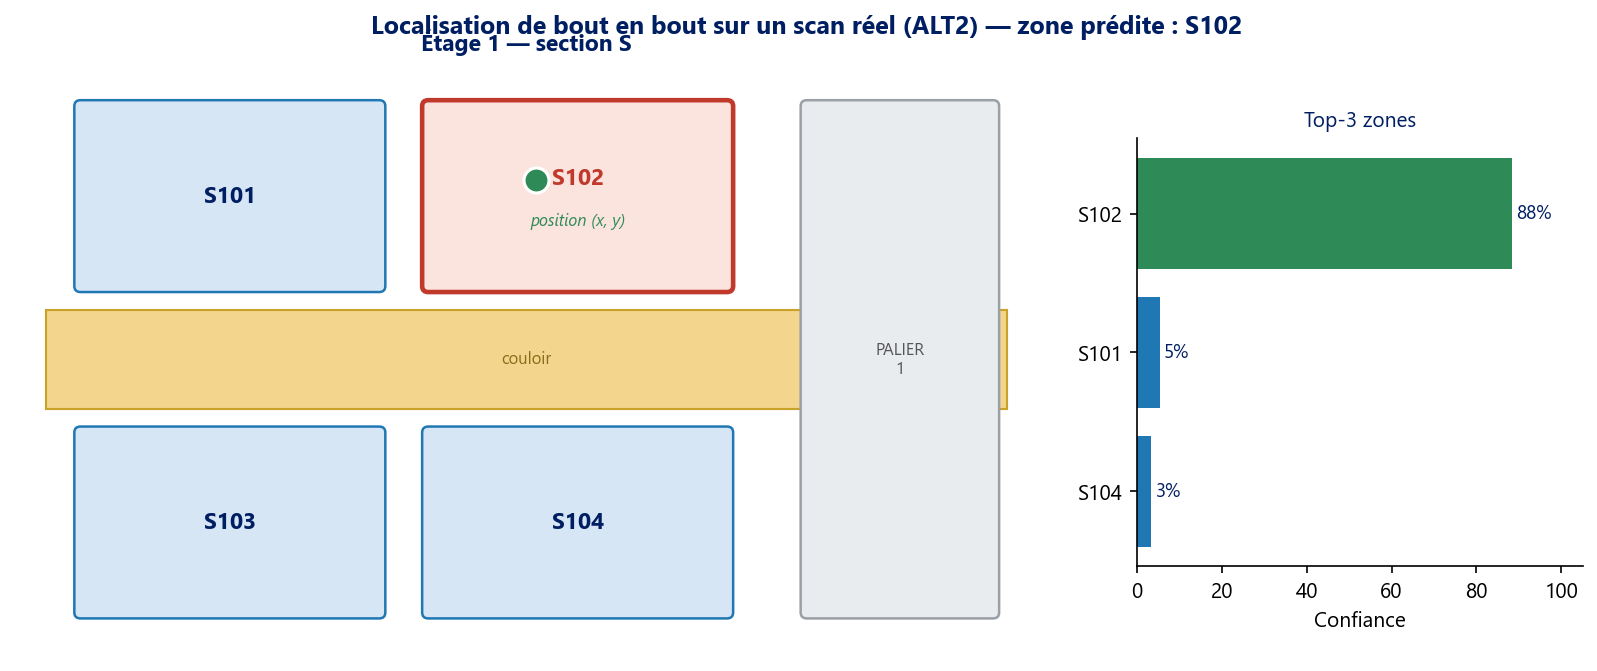 Localisation de bout en bout sur un scan réel (ALT2) — zone prédite : S102
Étage 1 — section S
S101
S102
position (x, y)
couloir
PALIER
1
S103
S104
Top-3 zones
S102
88%
S101
5%
S104
3%
0 20 40 60 80 100
Confiance